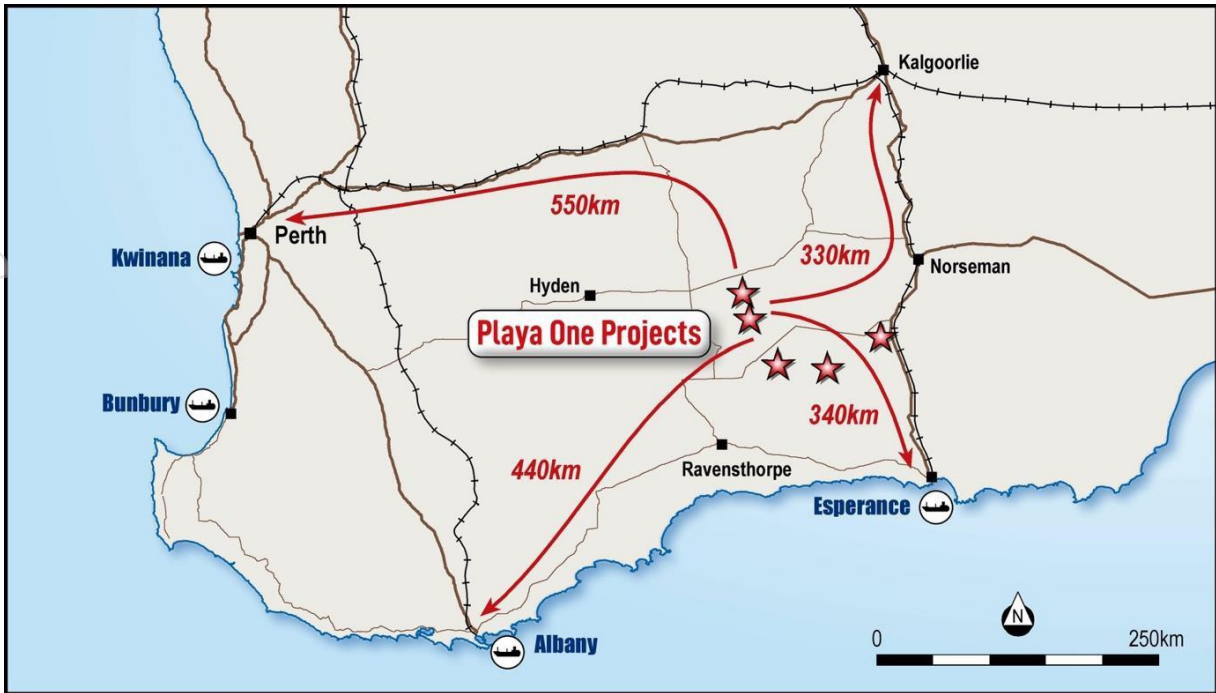 Kalgoorlie
550km
Perth
330km
Kwinana
Norseman
Hyden
Playa One Projects
Bunbury
340km
440km
Ravensthorpe
Esperance
N
Albany
0 250km